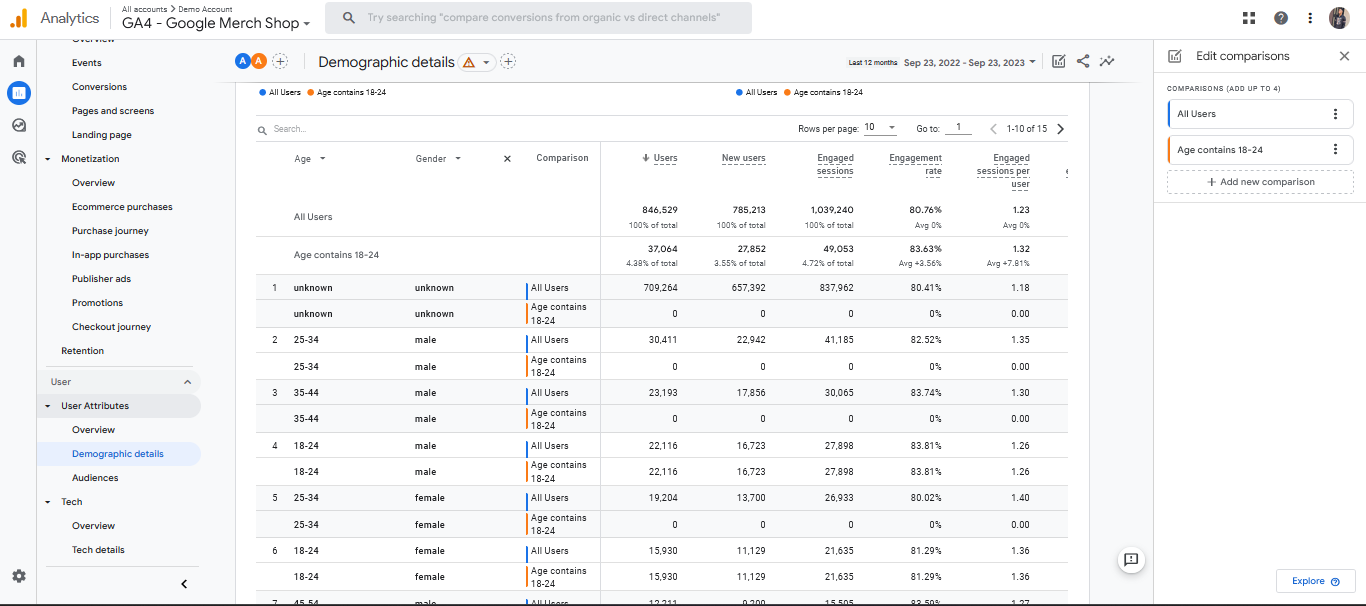 Analytics
All accounts > Demo Account
GA4 - Google Merch Shop
Try searching "compare conversions from organic vs direct channels"
Overview
Events
Conversions
Pages and screens
Landing page
Monetization
Overview
Ecommerce purchases
Purchase journey
In-app purchases
Publisher ads
Promotions
Checkout journey
Retention
User
User Attributes
Overview
Demographic details
Audiences
Tech
Overview
Tech details
A A Demographic details Last 12 months Sep 23, 2022 - Sep 23, 2023
All Users Age contains 18-24 All Users Age contains 18-24
Search... Rows per page: 10 Go to: 1 1-10 of 15
Age Gender Comparison Users New users Engaged sessions Engagement rate Engaged sessions per user
All Users 846,529 785,213 1,039,240 80.76% 1.23
100% of total 100% of total 100% of total Avg 0% Avg 0%
Age contains 18-24 37,064 27,852 49,053 83.63% 1.32
4.38% of total 3.55% of total 4.72% of total Avg +3.56% Avg +7.81%
1 unknown unknown All Users 709,264 657,392 837,962 80.41% 1.18
unknown unknown Age contains 18-24 0 0 0 0% 0.00
2 25-34 male All Users 30,411 22,942 41,185 82.52% 1.35
25-34 male Age contains 18-24 0 0 0 0% 0.00
3 35-44 male All Users 23,193 17,856 30,065 83.74% 1.30
35-44 male Age contains 18-24 0 0 0 0% 0.00
4 18-24 male All Users 22,116 16,723 27,898 83.81% 1.26
18-24 male Age contains 18-24 22,116 16,723 27,898 83.81% 1.26
5 25-34 female All Users 19,204 13,700 26,933 80.02% 1.40
25-34 female Age contains 18-24 0 0 0 0% 0.00
6 18-24 female All Users 15,930 11,129 21,635 81.29% 1.36
18-24 female Age contains 18-24 15,930 11,129 21,635 81.29% 1.36
7 45-54 male All Users 12,211 9,200 15,505 83.59% 1.27
Edit comparisons
COMPARISONS (ADD UP TO 4)
All Users
Age contains 18-24
+ Add new comparison
Explore